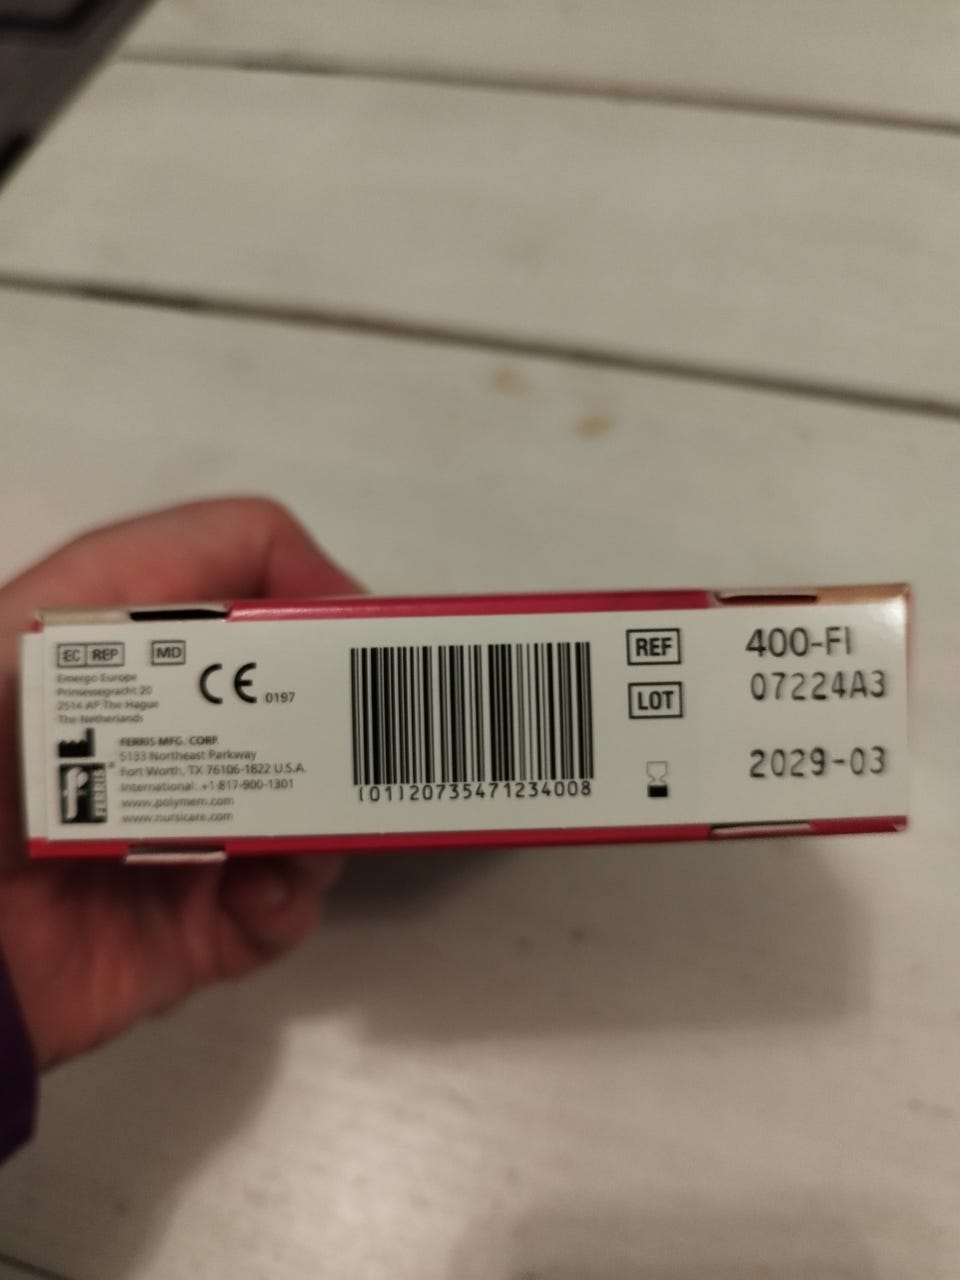 EC REP
MD
Emergo Europe
Prinsessegracht 20
2514 AP The Hague
The Netherlands
CE 0197
FERRIS
FERRIS MFG. CORP.
5133 Northeast Parkway
Fort Worth, TX 76106-1822 U.S.A.
International: +1 817-900-1301
www.polymem.com
www.nursicare.com
(01)20735471234008
REF 400-FI
LOT 07224A3
2029-03